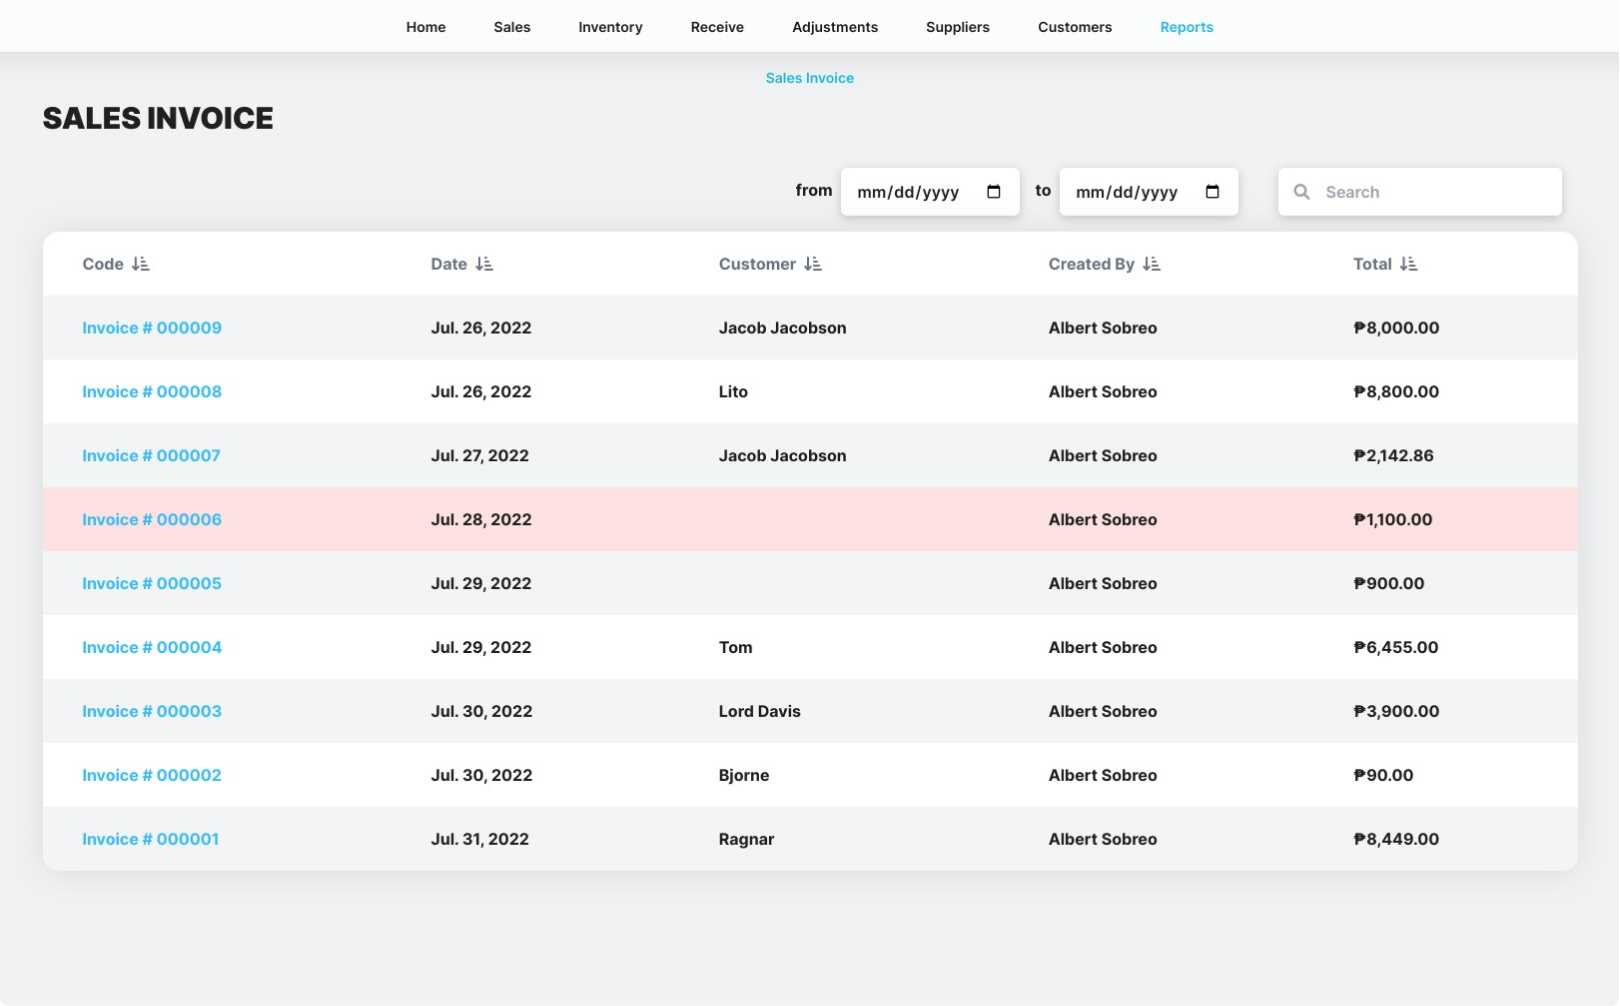 Home Sales Inventory Receive Adjustments Suppliers Customers Reports
Sales Invoice
SALES INVOICE
from mm/dd/yyyy to mm/dd/yyyy Search
Code Date Customer Created By Total
Invoice # 000009 Jul. 26, 2022 Jacob Jacobson Albert Sobreo ₱8,000.00
Invoice # 000008 Jul. 26, 2022 Lito Albert Sobreo ₱8,800.00
Invoice # 000007 Jul. 27, 2022 Jacob Jacobson Albert Sobreo ₱2,142.86
Invoice # 000006 Jul. 28, 2022 Albert Sobreo ₱1,100.00
Invoice # 000005 Jul. 29, 2022 Albert Sobreo ₱900.00
Invoice # 000004 Jul. 29, 2022 Tom Albert Sobreo ₱6,455.00
Invoice # 000003 Jul. 30, 2022 Lord Davis Albert Sobreo ₱3,900.00
Invoice # 000002 Jul. 30, 2022 Bjorne Albert Sobreo ₱90.00
Invoice # 000001 Jul. 31, 2022 Ragnar Albert Sobreo ₱8,449.00